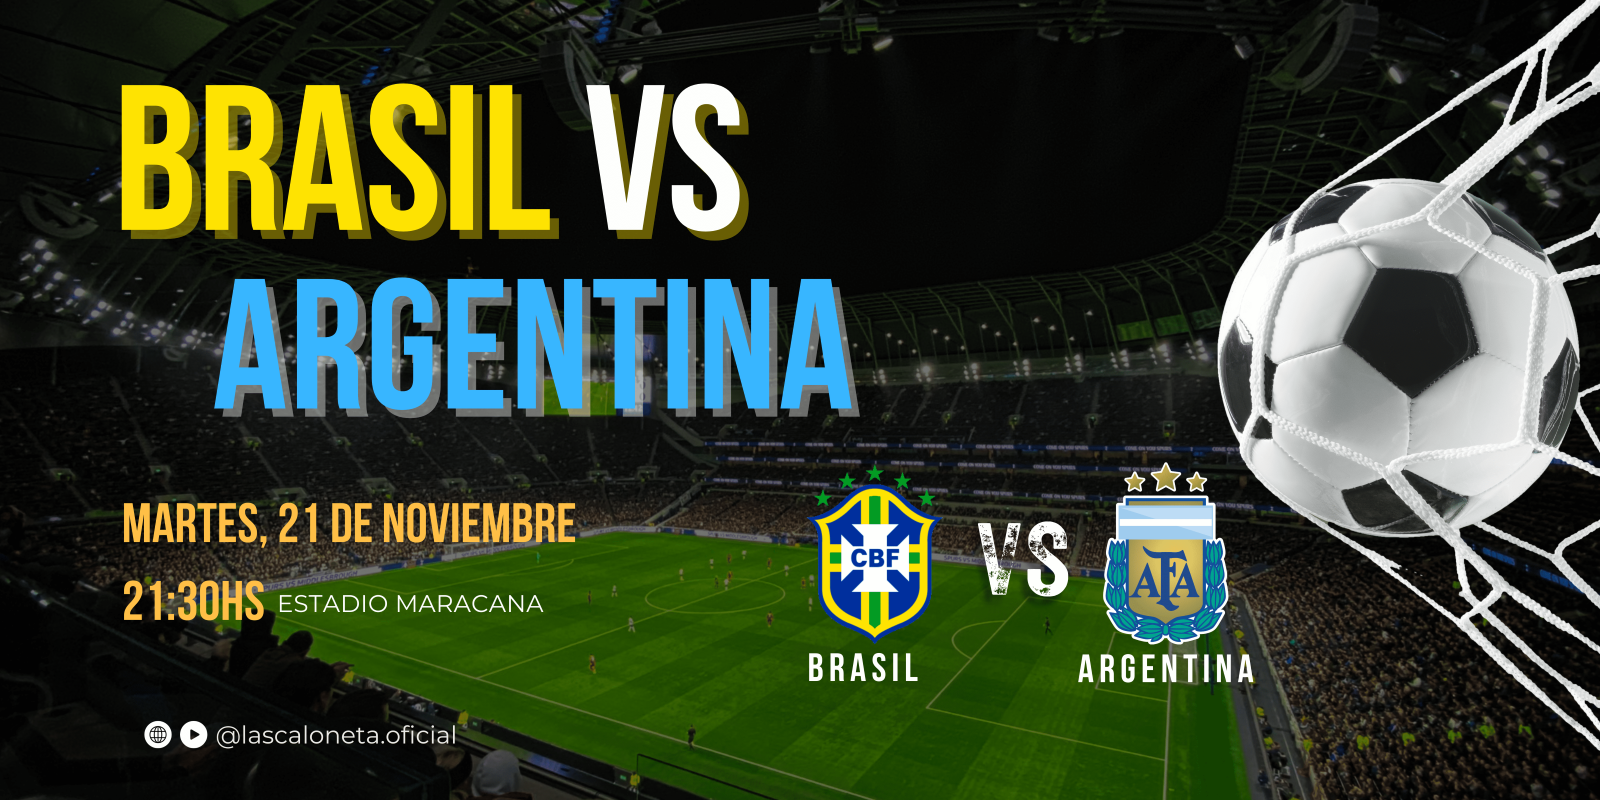 BRASIL VS
ARGENTINA
MARTES, 21 DE NOVIEMBRE
21:30HS ESTADIO MARACANA
CBF
VS
AFA
BRASIL
ARGENTINA
@lascaloneta.oficial